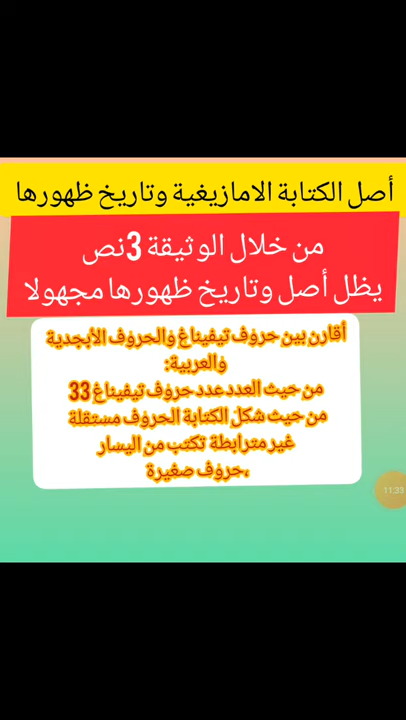 أصل الكتابة الامازيغية وتاريخ ظهورها
من خلال الوثيقة 3نص
يظل أصل وتاريخ ظهورها مجهولا
أقارن بين حروف تيفيناغ والحروف الأبجدية
والعربية:
من حيث العدد عدد حروف تيفيناغ 33
من حيث شكل الكتابة الحروف مستقلة
غير مترابطة تكتب من اليسار
،حروف صغيرة
11:33